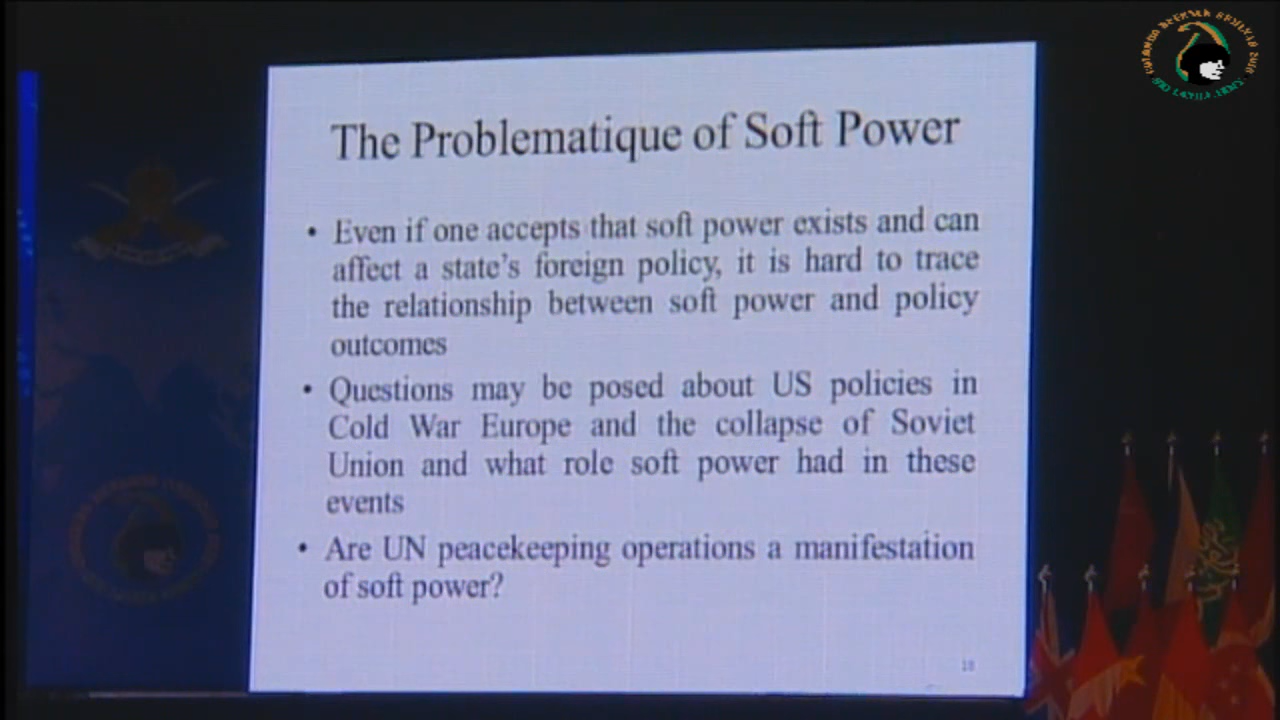 The Problematique of Soft Power
• Even if one accepts that soft power exists and can
affect a state's foreign policy, it is hard to trace
the relationship between soft power and policy
outcomes
• Questions may be posed about US policies in
Cold War Europe and the collapse of Soviet
Union and what role soft power had in these
events
• Are UN peacekeeping operations a manifestation
of soft power?